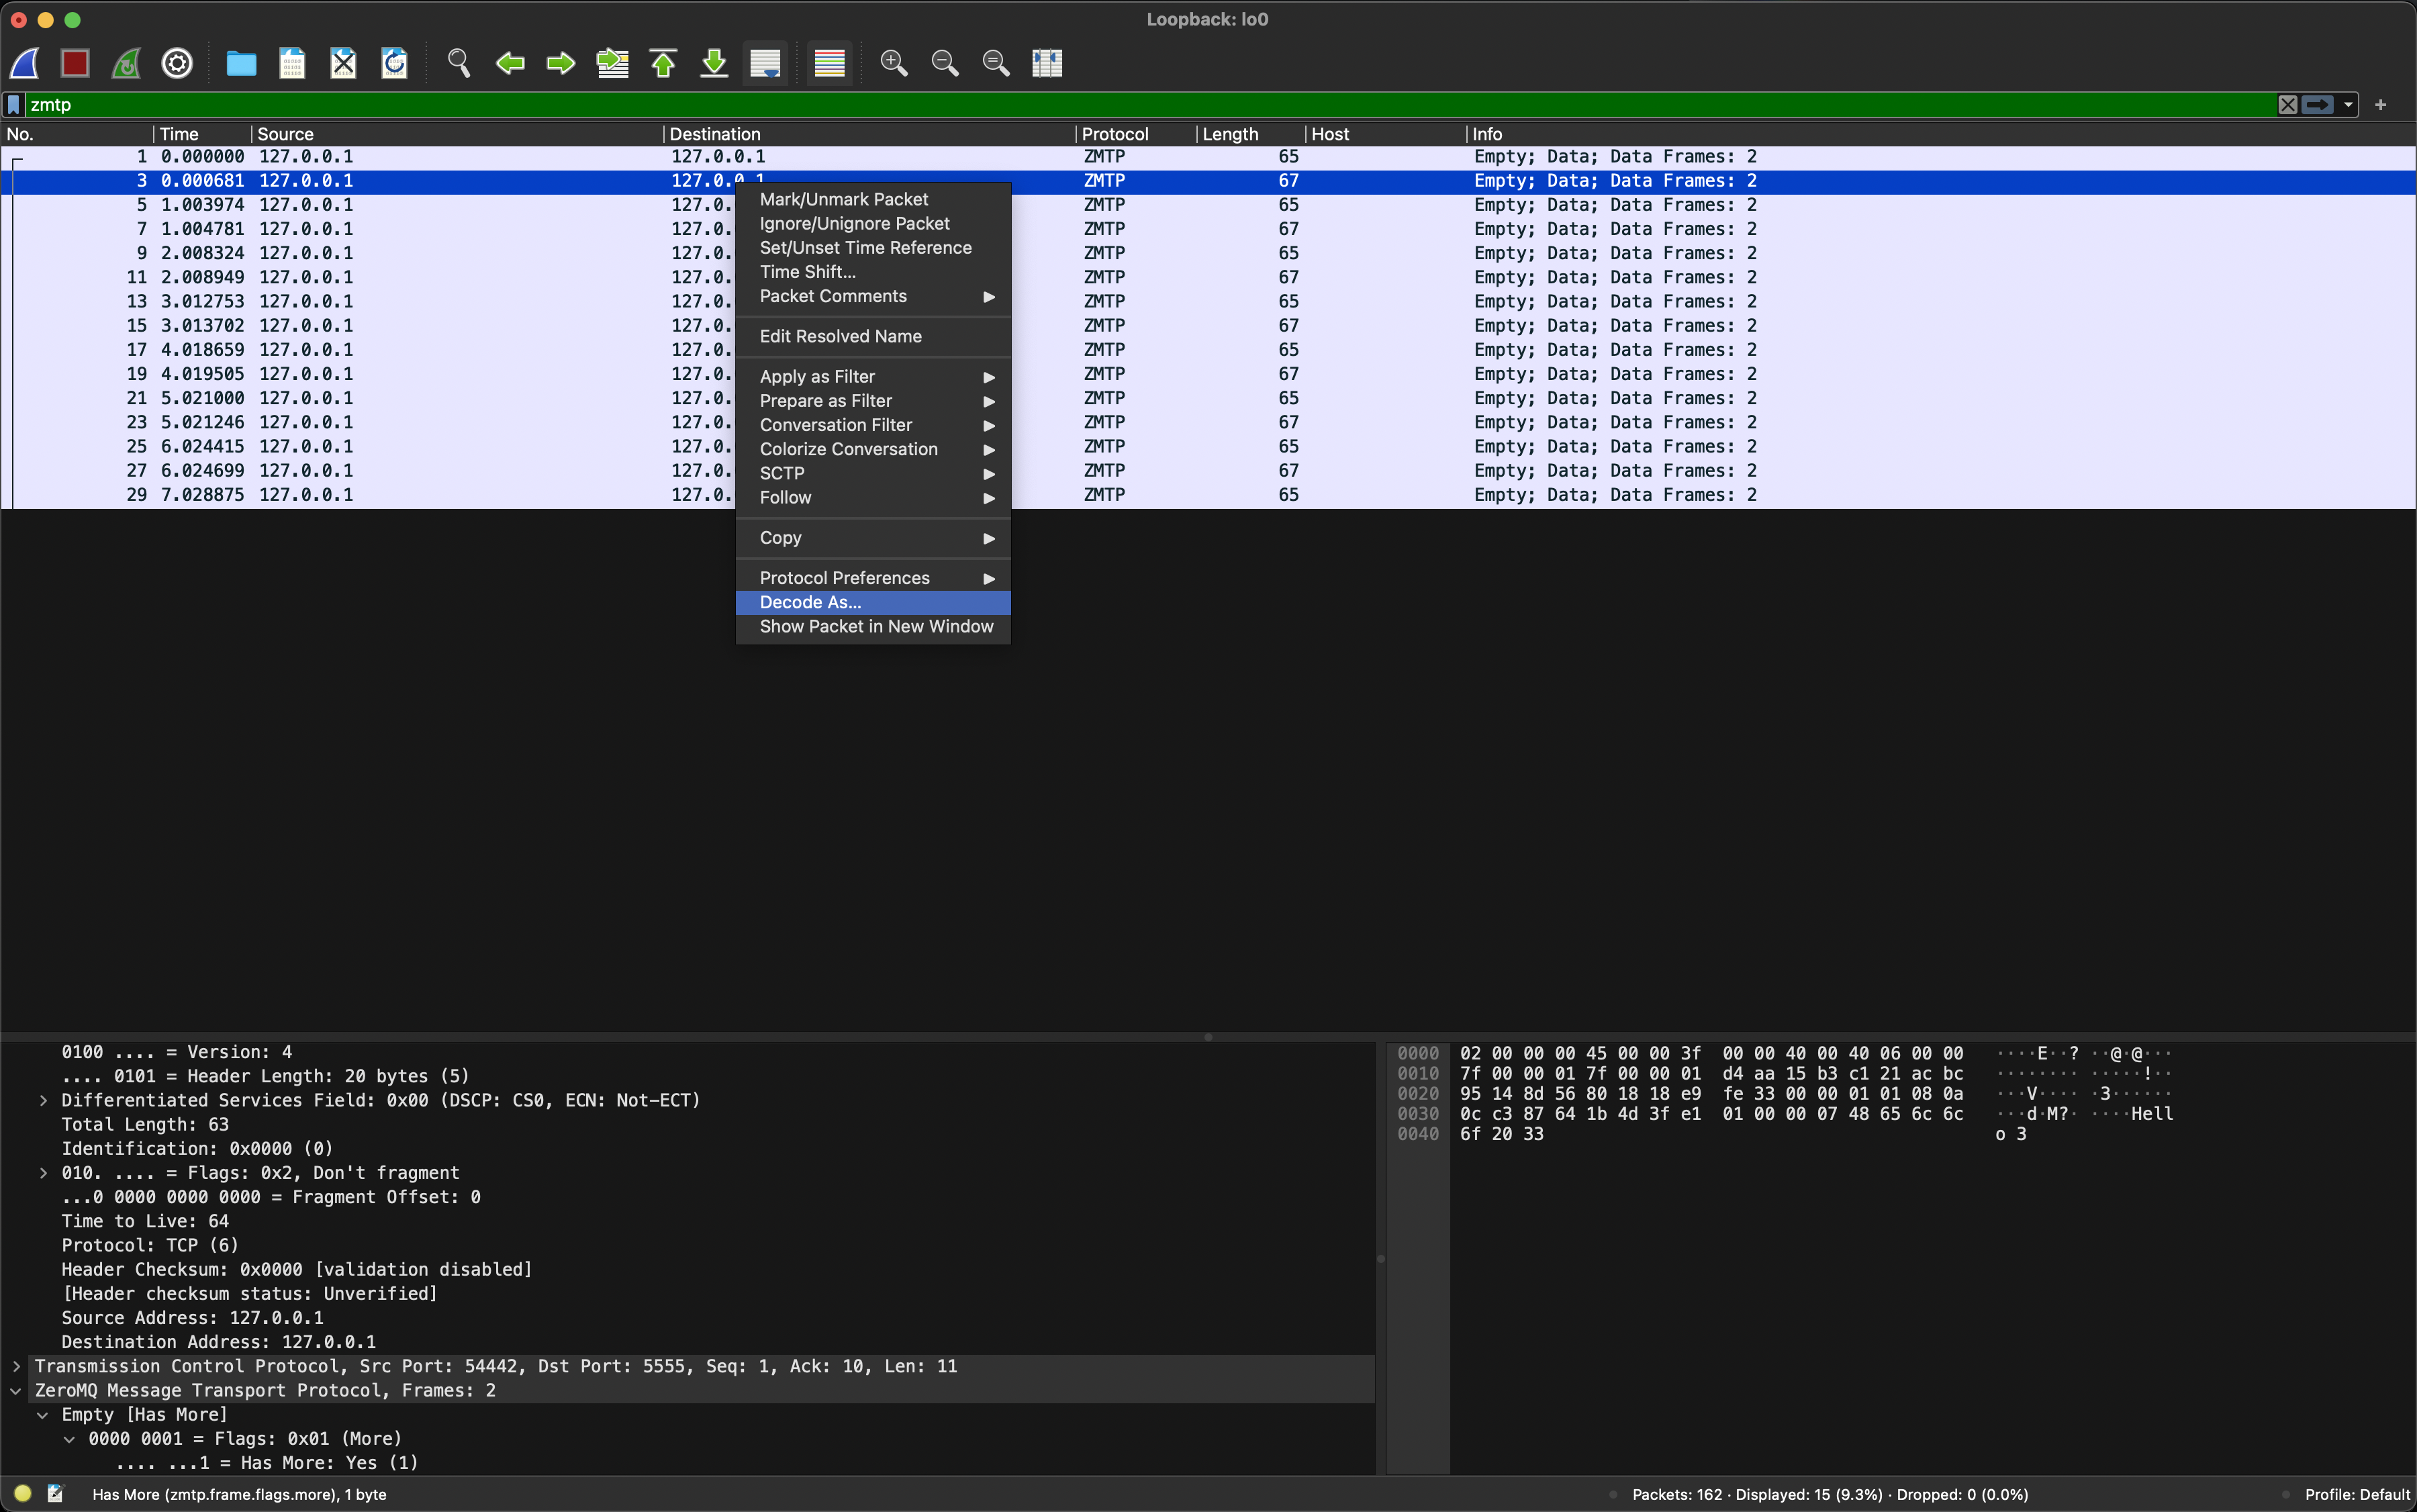 Loopback: lo0
zmtp
No. Time Source Destination Protocol Length Host Info
1 0.000000 127.0.0.1 127.0.0.1 ZMTP 65 Empty; Data; Data Frames: 2
3 0.000681 127.0.0.1 127.0.0.1 ZMTP 67 Empty; Data; Data Frames: 2
5 1.003974 127.0.0.1 127.0. ZMTP 65 Empty; Data; Data Frames: 2
7 1.004781 127.0.0.1 127.0. ZMTP 67 Empty; Data; Data Frames: 2
9 2.008324 127.0.0.1 127.0. ZMTP 65 Empty; Data; Data Frames: 2
11 2.008949 127.0.0.1 127.0. ZMTP 67 Empty; Data; Data Frames: 2
13 3.012753 127.0.0.1 127.0. ZMTP 65 Empty; Data; Data Frames: 2
15 3.013702 127.0.0.1 127.0. ZMTP 67 Empty; Data; Data Frames: 2
17 4.018659 127.0.0.1 127.0. ZMTP 65 Empty; Data; Data Frames: 2
19 4.019505 127.0.0.1 127.0. ZMTP 67 Empty; Data; Data Frames: 2
21 5.021000 127.0.0.1 127.0. ZMTP 65 Empty; Data; Data Frames: 2
23 5.021246 127.0.0.1 127.0. ZMTP 67 Empty; Data; Data Frames: 2
25 6.024415 127.0.0.1 127.0. ZMTP 65 Empty; Data; Data Frames: 2
27 6.024699 127.0.0.1 127.0. ZMTP 67 Empty; Data; Data Frames: 2
29 7.028875 127.0.0.1 127.0. ZMTP 65 Empty; Data; Data Frames: 2
Mark/Unmark Packet
Ignore/Unignore Packet
Set/Unset Time Reference
Time Shift...
Packet Comments
Edit Resolved Name
Apply as Filter
Prepare as Filter
Conversation Filter
Colorize Conversation
SCTP
Follow
Copy
Protocol Preferences
Decode As...
Show Packet in New Window
0100 .... = Version: 4
.... 0101 = Header Length: 20 bytes (5)
Differentiated Services Field: 0x00 (DSCP: CS0, ECN: Not-ECT)
Total Length: 63
Identification: 0x0000 (0)
010. .... = Flags: 0x2, Don't fragment
...0 0000 0000 0000 = Fragment Offset: 0
Time to Live: 64
Protocol: TCP (6)
Header Checksum: 0x0000 [validation disabled]
[Header checksum status: Unverified]
Source Address: 127.0.0.1
Destination Address: 127.0.0.1
Transmission Control Protocol, Src Port: 54442, Dst Port: 5555, Seq: 1, Ack: 10, Len: 11
ZeroMQ Message Transport Protocol, Frames: 2
Empty [Has More]
0000 0001 = Flags: 0x01 (More)
.... ...1 = Has More: Yes (1)
0000 02 00 00 00 45 00 00 3f 00 00 40 00 40 06 00 00 ····E··? ··@·@···
0010 7f 00 00 01 7f 00 00 01 d4 aa 15 b3 c1 21 ac bc ········ ·····!··
0020 95 14 8d 56 80 18 18 e9 fe 33 00 00 01 01 08 0a ···V···· ·3······
0030 0c c3 87 64 1b 4d 3f e1 01 00 00 07 48 65 6c 6c ···d·M?· ····Hell
0040 6f 20 33 o 3
Has More (zmtp.frame.flags.more), 1 byte
Packets: 162 · Displayed: 15 (9.3%) · Dropped: 0 (0.0%)
Profile: Default